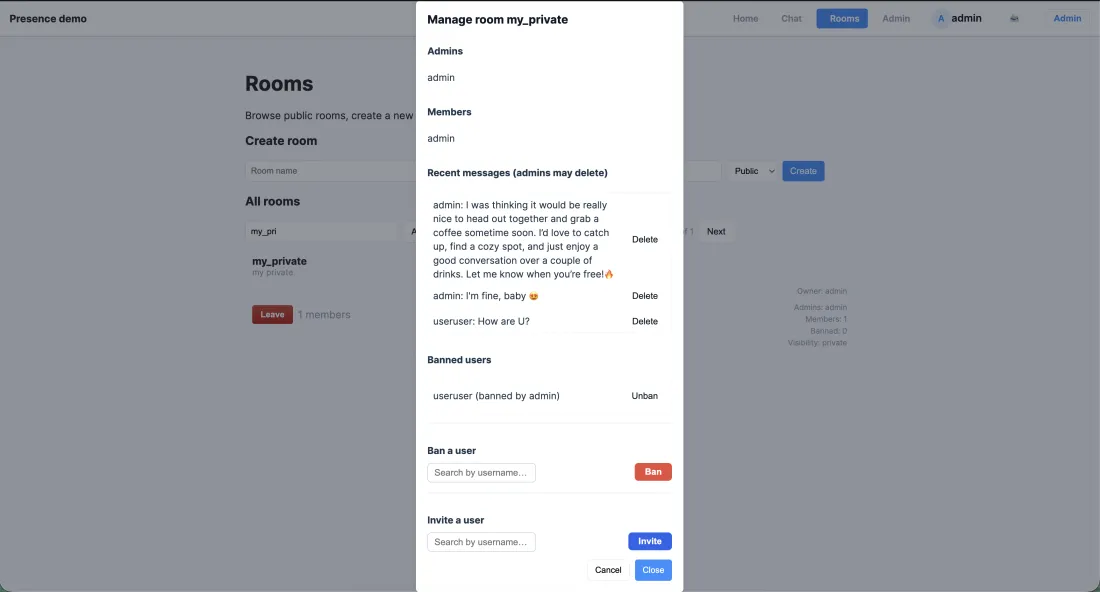 Presence demo
Home
Chat
Rooms
Admin
A
admin
Admin
Manage room my_private
Admins
admin
Members
admin
Recent messages (admins may delete)
admin: I was thinking it would be really
nice to head out together and grab a
coffee sometime soon. I'd love to catch
up, find a cozy spot, and just enjoy a
good conversation over a couple of
drinks. Let me know when you're free!🔥
Delete
admin: I'm fine, baby 😍
Delete
useruser: How are U?
Delete
Banned users
useruser (banned by admin)
Unban
Ban a user
Search by username...
Ban
Invite a user
Search by username...
Invite
Cancel
Close
Rooms
Browse public rooms, create a new
Create room
Room name
Public
Create
All rooms
my_pri
A
of 1
Next
my_private
my private
Leave
1 members
Owner: admin
Admins: admin
Members: 1
Banned: 0
Visibility: private